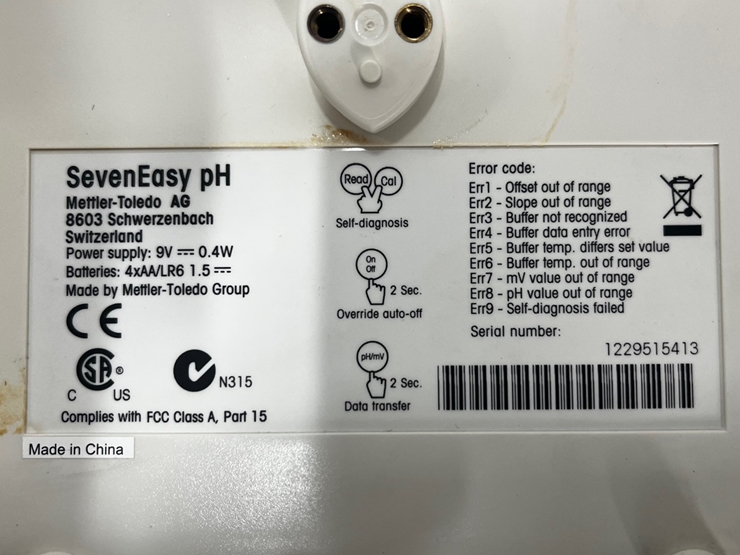 SevenEasy pH
Mettler-Toledo AG
8603 Schwerzenbach
Switzerland
Power supply: 9V ⎓ 0.4W
Batteries: 4xAA/LR6 1.5 ⎓
Made by Mettler-Toledo Group
CE
SA ®
C US
N315
Complies with FCC Class A, Part 15
Made in China
Read Cal
Self-diagnosis
On
Off
2 Sec.
Override auto-off
pH/mV
2 Sec.
Data transfer
Error code:
Err1 - Offset out of range
Err2 - Slope out of range
Err3 - Buffer not recognized
Err4 - Buffer data entry error
Err5 - Buffer temp. differs set value
Err6 - Buffer temp. out of range
Err7 - mV value out of range
Err8 - pH value out of range
Err9 - Self-diagnosis failed
Serial number:
1229515413